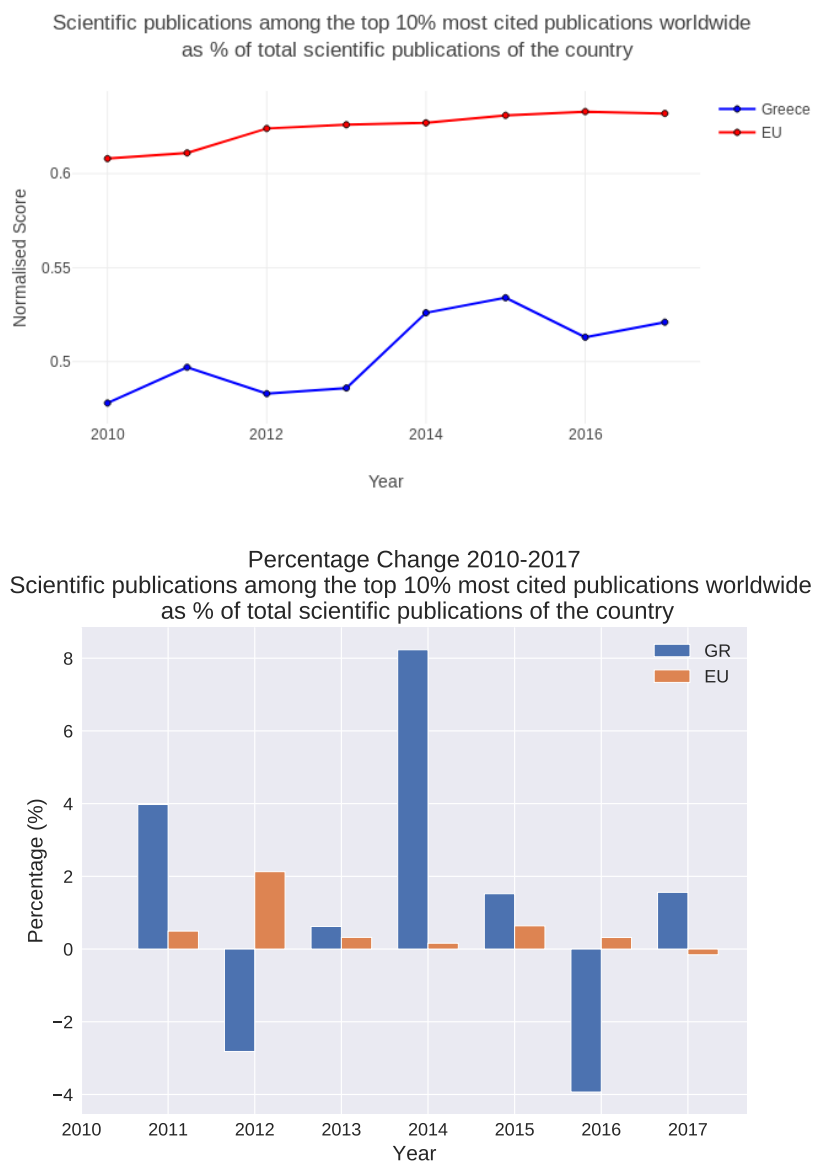 Scientific publications among the top 10% most cited publications worldwide
as % of total scientific publications of the country
Greece
EU
Normalised Score
0.6
0.55
0.5
2010 2012 2014 2016
Year
Percentage Change 2010-2017
Scientific publications among the top 10% most cited publications worldwide
as % of total scientific publications of the country
GR
EU
Percentage (%)
8
6
4
2
0
−2
−4
2010 2011 2012 2013 2014 2015 2016 2017
Year